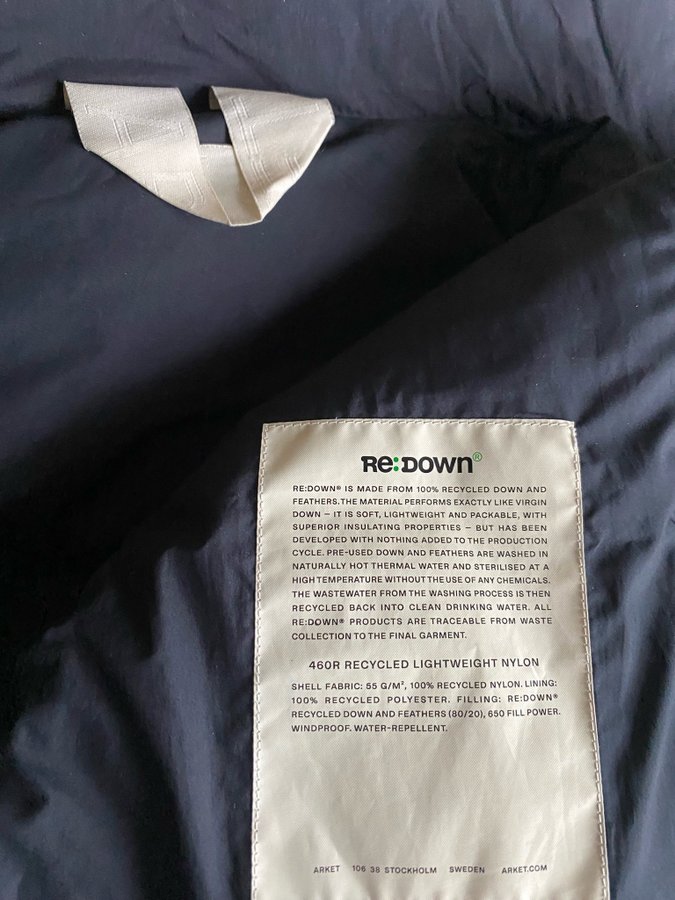 RE:DOWN®
RE:DOWN® IS MADE FROM 100% RECYCLED DOWN AND
FEATHERS. THE MATERIAL PERFORMS EXACTLY LIKE VIRGIN
DOWN – IT IS SOFT, LIGHTWEIGHT AND PACKABLE, WITH
SUPERIOR INSULATING PROPERTIES – BUT HAS BEEN
DEVELOPED WITH NOTHING ADDED TO THE PRODUCTION
CYCLE. PRE-USED DOWN AND FEATHERS ARE WASHED IN
NATURALLY HOT THERMAL WATER AND STERILISED AT A
HIGH TEMPERATURE WITHOUT THE USE OF ANY CHEMICALS.
THE WASTEWATER FROM THE WASHING PROCESS IS THEN
RECYCLED BACK INTO CLEAN DRINKING WATER. ALL
RE:DOWN® PRODUCTS ARE TRACEABLE FROM WASTE
COLLECTION TO THE FINAL GARMENT.
460R RECYCLED LIGHTWEIGHT NYLON
SHELL FABRIC: 55 G/M², 100% RECYCLED NYLON. LINING:
100% RECYCLED POLYESTER. FILLING: RE:DOWN®
RECYCLED DOWN AND FEATHERS (80/20), 650 FILL POWER.
WINDPROOF. WATER-REPELLENT.
ARKET 106 38 STOCKHOLM SWEDEN ARKET.COM